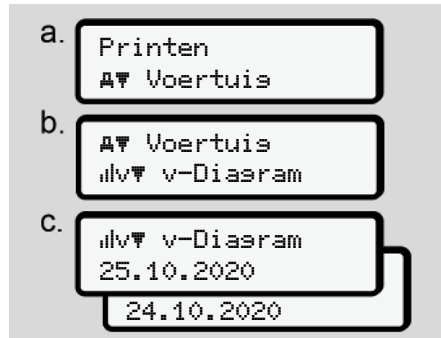 a.
Printen
Voertuig
b.
Voertuig
v-Diagram
c.
v-Diagram
25.10.2020
24.10.2020